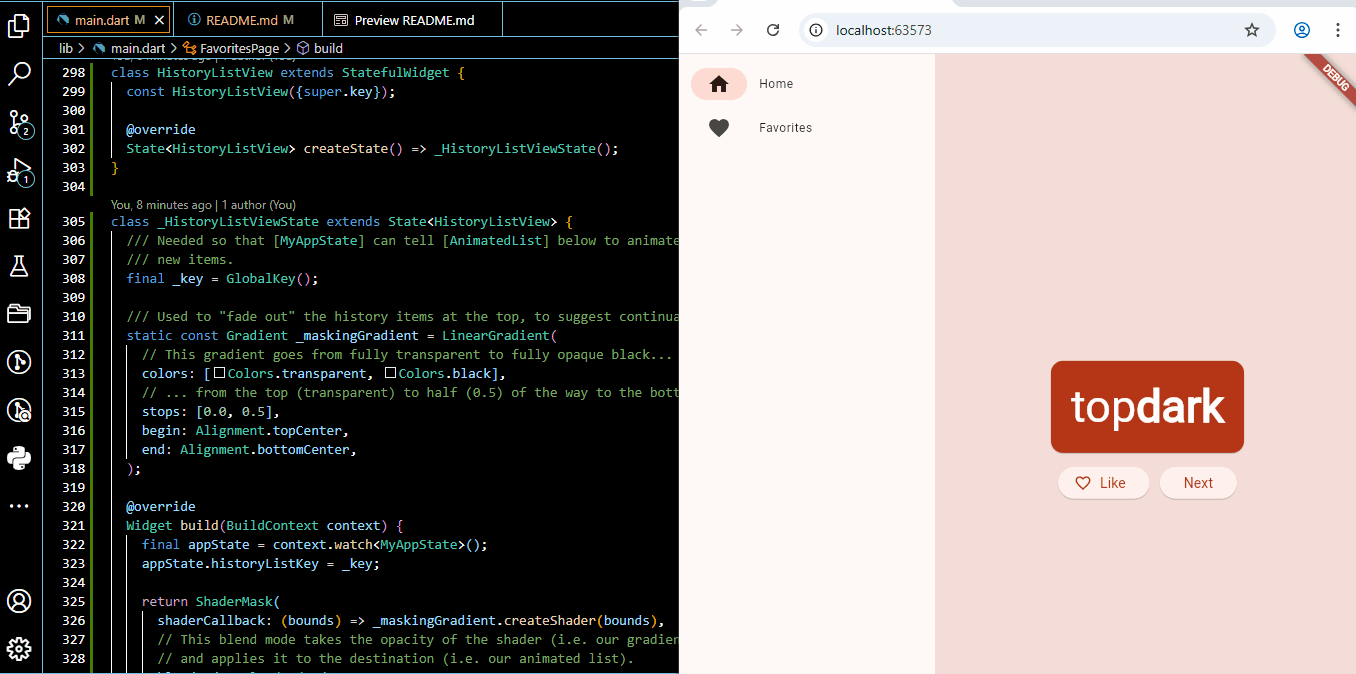 main.dart M
README.md M
Preview README.md
lib > main.dart > FavoritesPage > build
298 class HistoryListView extends StatefulWidget {
299 const HistoryListView({super.key});
300
301 @override
302 State<HistoryListView> createState() => _HistoryListViewState();
303 }
304
You, 8 minutes ago | 1 author (You)
305 class _HistoryListViewState extends State<HistoryListView> {
306 /// Needed so that [MyAppState] can tell [AnimatedList] below to animate
307 /// new items.
308 final _key = GlobalKey();
309
310 /// Used to "fade out" the history items at the top, to suggest continua
311 static const Gradient _maskingGradient = LinearGradient(
312 // This gradient goes from fully transparent to fully opaque black...
313 colors: [Colors.transparent, Colors.black],
314 // ... from the top (transparent) to half (0.5) of the way to the bott
315 stops: [0.0, 0.5],
316 begin: Alignment.topCenter,
317 end: Alignment.bottomCenter,
318 );
319
320 @override
321 Widget build(BuildContext context) {
322 final appState = context.watch<MyAppState>();
323 appState.historyListKey = _key;
324
325 return ShaderMask(
326 shaderCallback: (bounds) => _maskingGradient.createShader(bounds),
327 // This blend mode takes the opacity of the shader (i.e. our gradien
328 // and applies it to the destination (i.e. our animated list).
2
1
localhost:63573
DEBUG
Home
Favorites
topdark
Like
Next